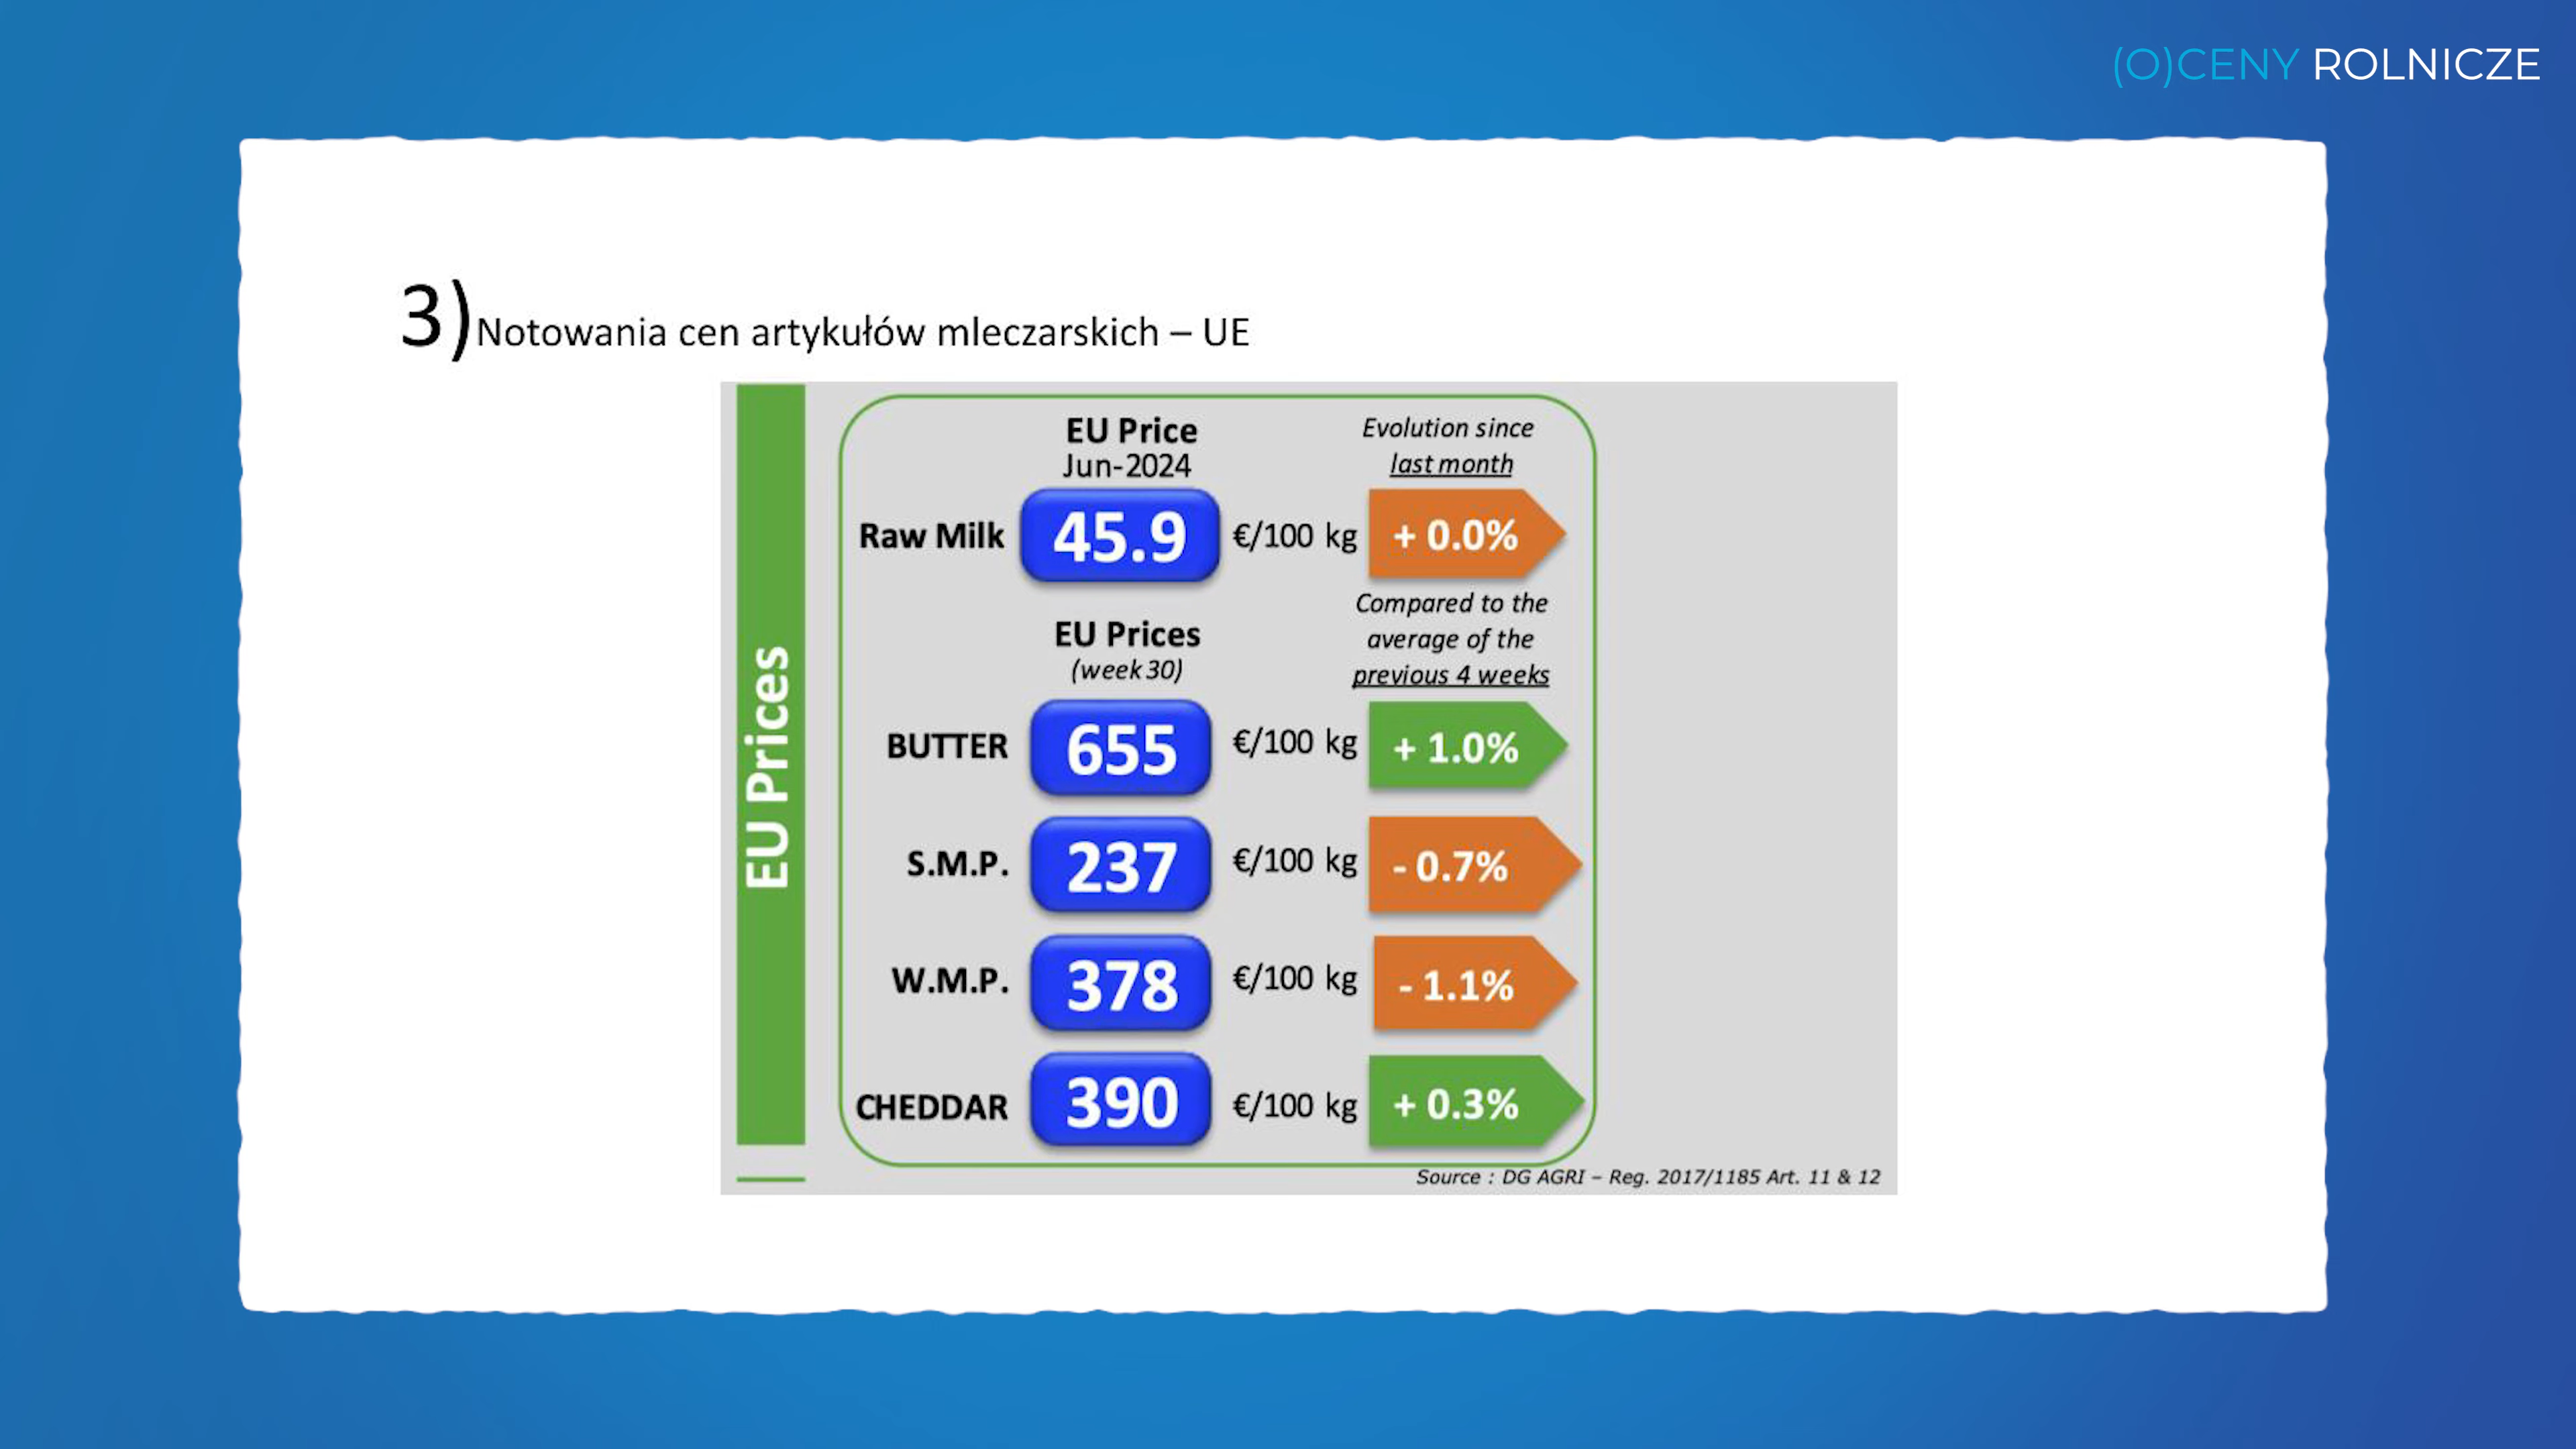 (O)CENY ROLNICZE
3) Notowania cen artykułów mleczarskich – UE
EU Prices
EU Price
Jun-2024
Evolution since
last month
Raw Milk 45.9 €/100 kg + 0.0%
EU Prices
(week 30)
Compared to the
average of the
previous 4 weeks
BUTTER 655 €/100 kg + 1.0%
S.M.P. 237 €/100 kg - 0.7%
W.M.P. 378 €/100 kg - 1.1%
CHEDDAR 390 €/100 kg + 0.3%
Source : DG AGRI – Reg. 2017/1185 Art. 11 & 12